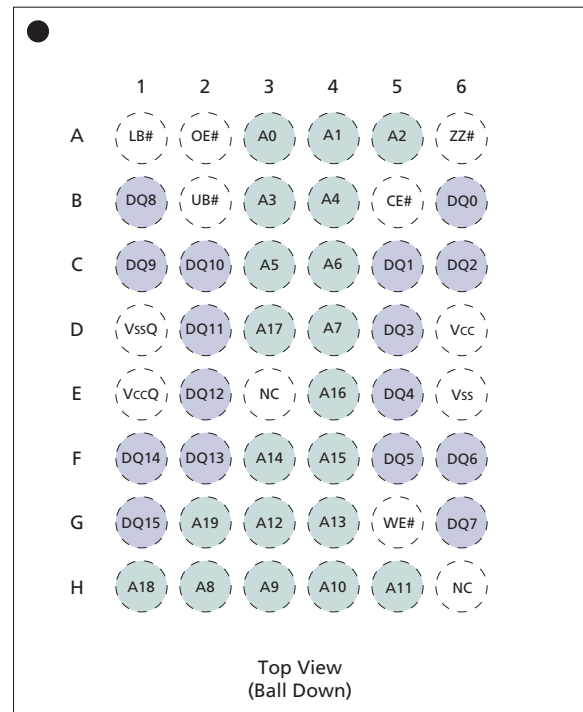 1 2 3 4 5 6
A LB# OE# A0 A1 A2 ZZ#
B DQ8 UB# A3 A4 CE# DQ0
C DQ9 DQ10 A5 A6 DQ1 DQ2
D VssQ DQ11 A17 A7 DQ3 Vcc
E VccQ DQ12 NC A16 DQ4 Vss
F DQ14 DQ13 A14 A15 DQ5 DQ6
G DQ15 A19 A12 A13 WE# DQ7
H A18 A8 A9 A10 A11 NC
Top View
(Ball Down)